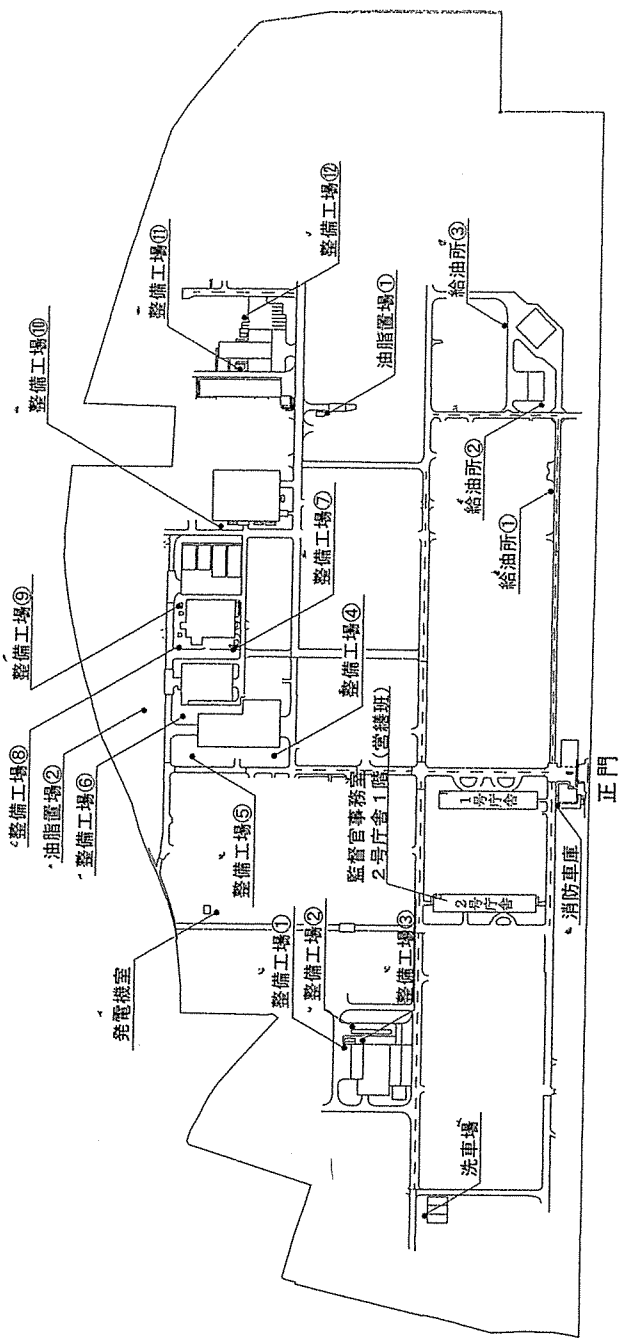 整備工場⑩
整備工場⑪
整備工場⑫
整備工場⑨
整備工場⑧
油脂置場②
整備工場⑥
油脂置場①
整備工場⑦
整備工場④
整備工場⑤
発電機室
整備工場①
整備工場②
整備工場③
監督官事務室
2号庁舎1階(営繕班)
給油所③
給油所②
給油所①
1号庁舎
2号庁舎
消防車庫
洗車場
正門